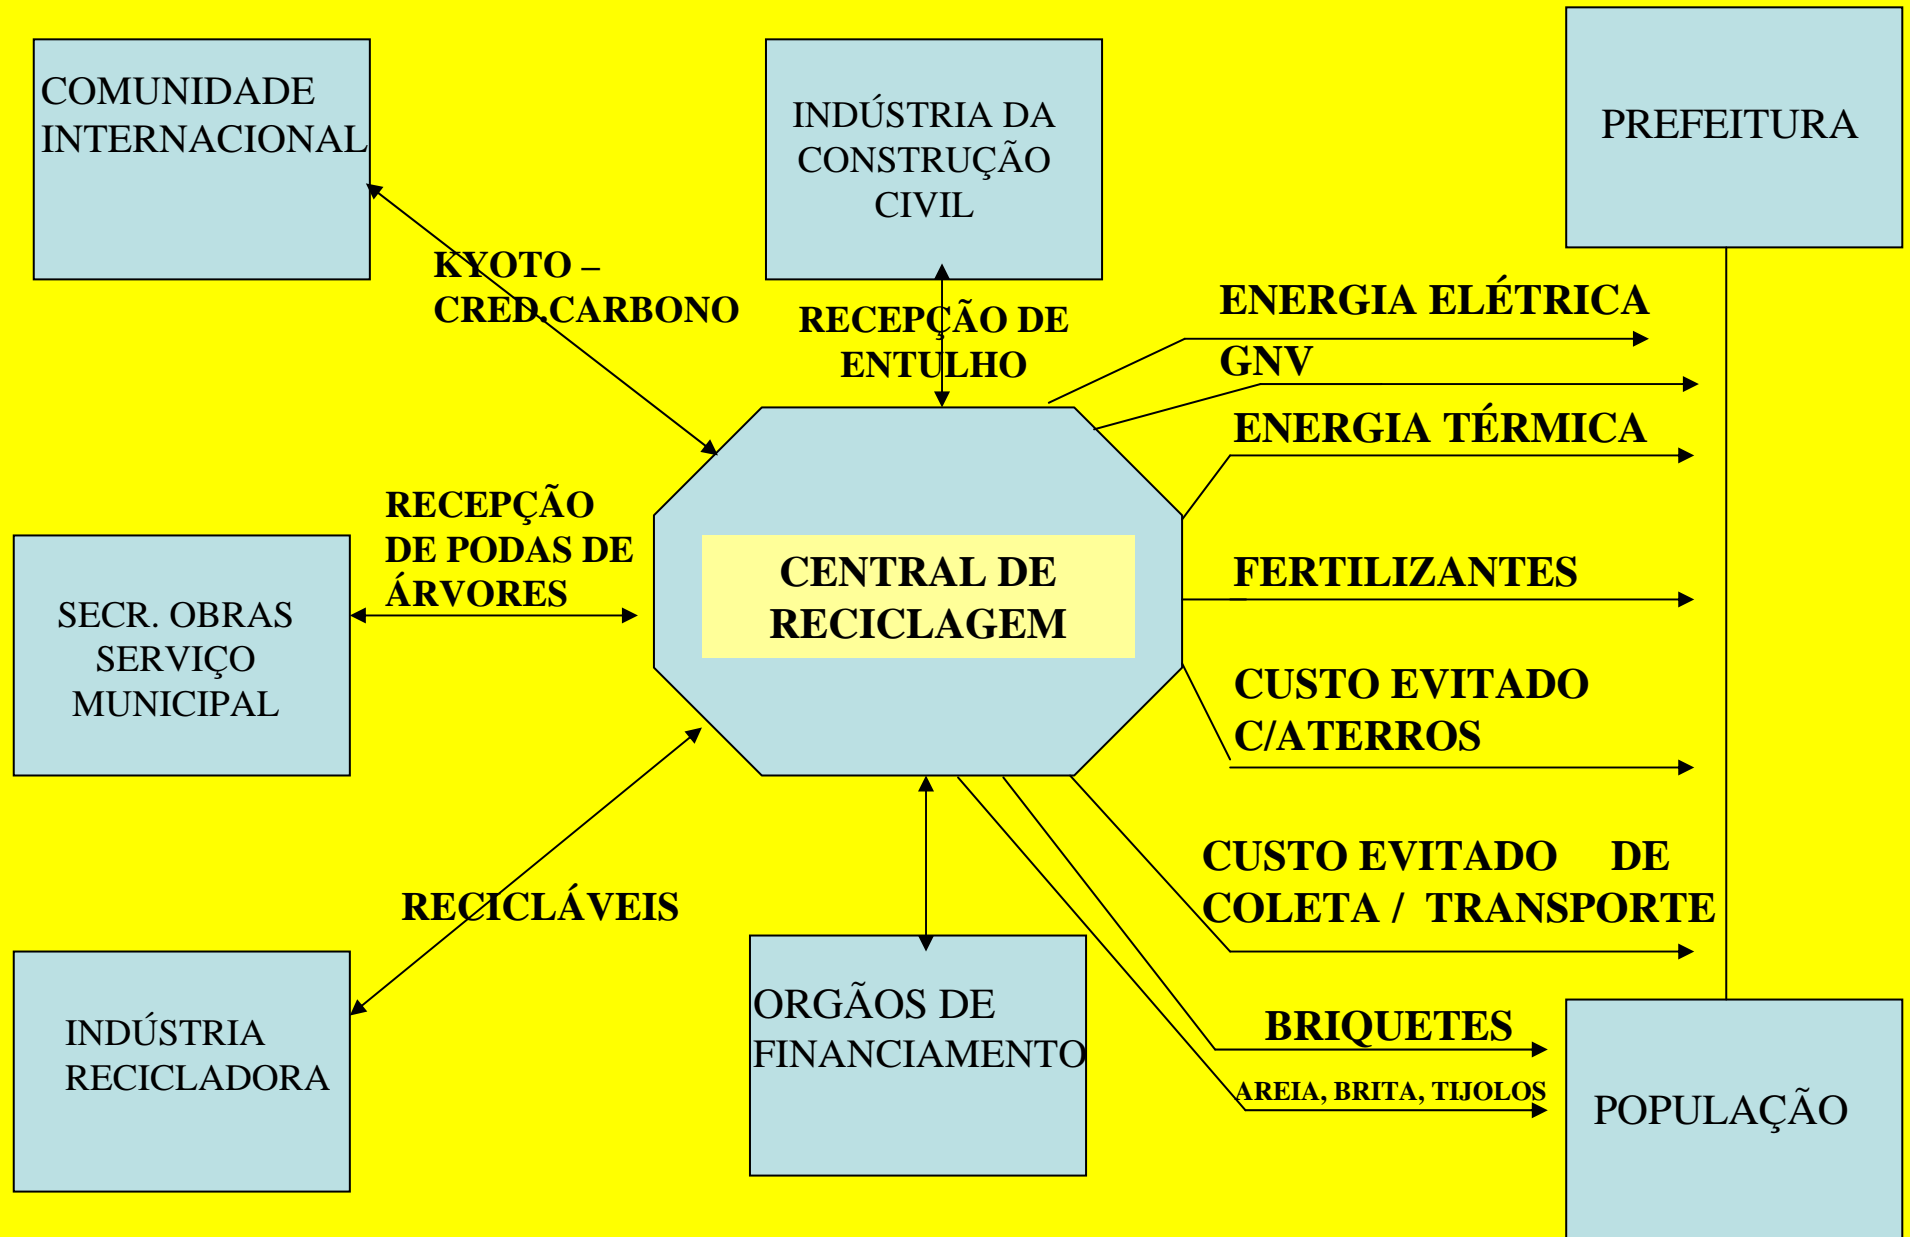 COMUNIDADE
INTERNACIONAL
INDÚSTRIA DA
CONSTRUÇÃO
CIVIL
PREFEITURA
KYOTO –
CRED.CARBONO
RECEPÇÃO DE
ENTULHO
ENERGIA ELÉTRICA
GNV
ENERGIA TÉRMICA
RECEPÇÃO
DE PODAS DE
ÁRVORES
SECR. OBRAS
SERVIÇO
MUNICIPAL
CENTRAL DE
RECICLAGEM
FERTILIZANTES
CUSTO EVITADO
C/ATERROS
CUSTO EVITADO DE
COLETA / TRANSPORTE
RECICLÁVEIS
INDÚSTRIA
RECICLADORA
ORGÃOS DE
FINANCIAMENTO
BRIQUETES
AREIA, BRITA, TIJOLOS
POPULAÇÃO